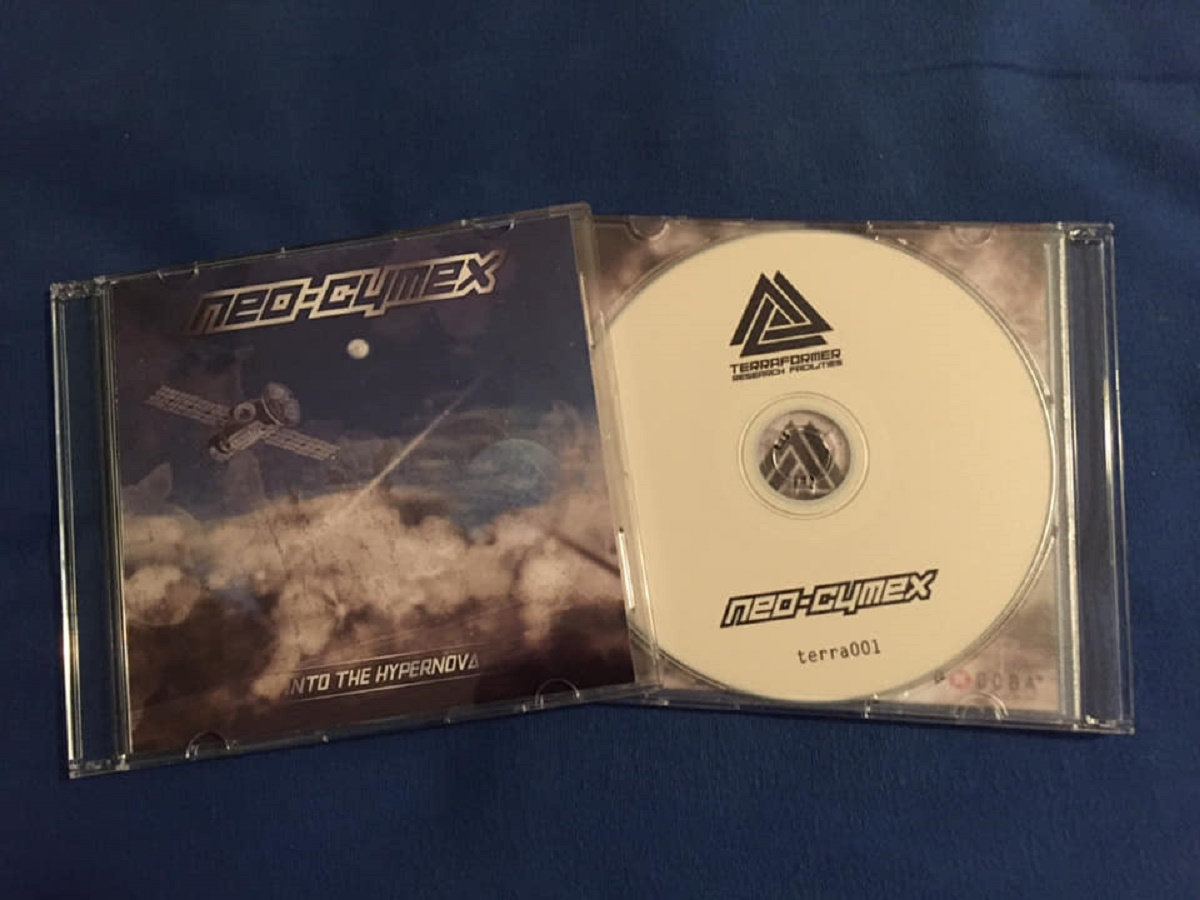 NEO-CYMEX
INTO THE HYPERNOVA
TERRAFORMER
RESEARCH FACILITIES
NEO-CYMEX
terra001